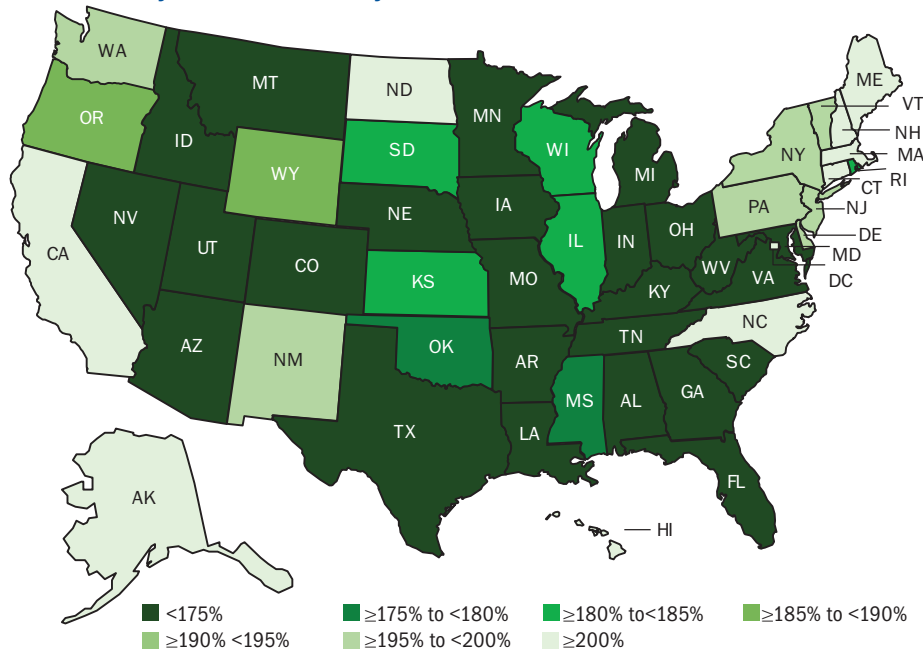 WA
MT
ND
MN
ME
VT
NH
MA
RI
CT
OR
ID
SD
WI
MI
NY
WY
PA
NJ
NE
IA
OH
DE
MD
DC
NV
UT
CO
IL
IN
WV
VA
CA
KS
MO
KY
NC
AZ
NM
OK
TN
AR
SC
MS
AL
GA
TX
LA
FL
AK
HI
<175%
≥175% to <180%
≥180% to<185%
≥185% to <190%
≥190% <195%
≥195% to <200%
≥200%